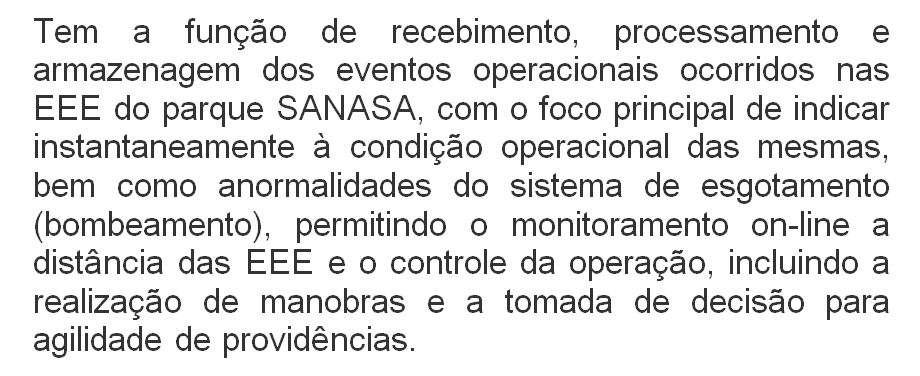 Tem a função de recebimento, processamento e
armazenagem dos eventos operacionais ocorridos nas
EEE do parque SANASA, com o foco principal de indicar
instantaneamente à condição operacional das mesmas,
bem como anormalidades do sistema de esgotamento
(bombeamento), permitindo o monitoramento on-line a
distância das EEE e o controle da operação, incluindo a
realização de manobras e a tomada de decisão para
agilidade de providências.